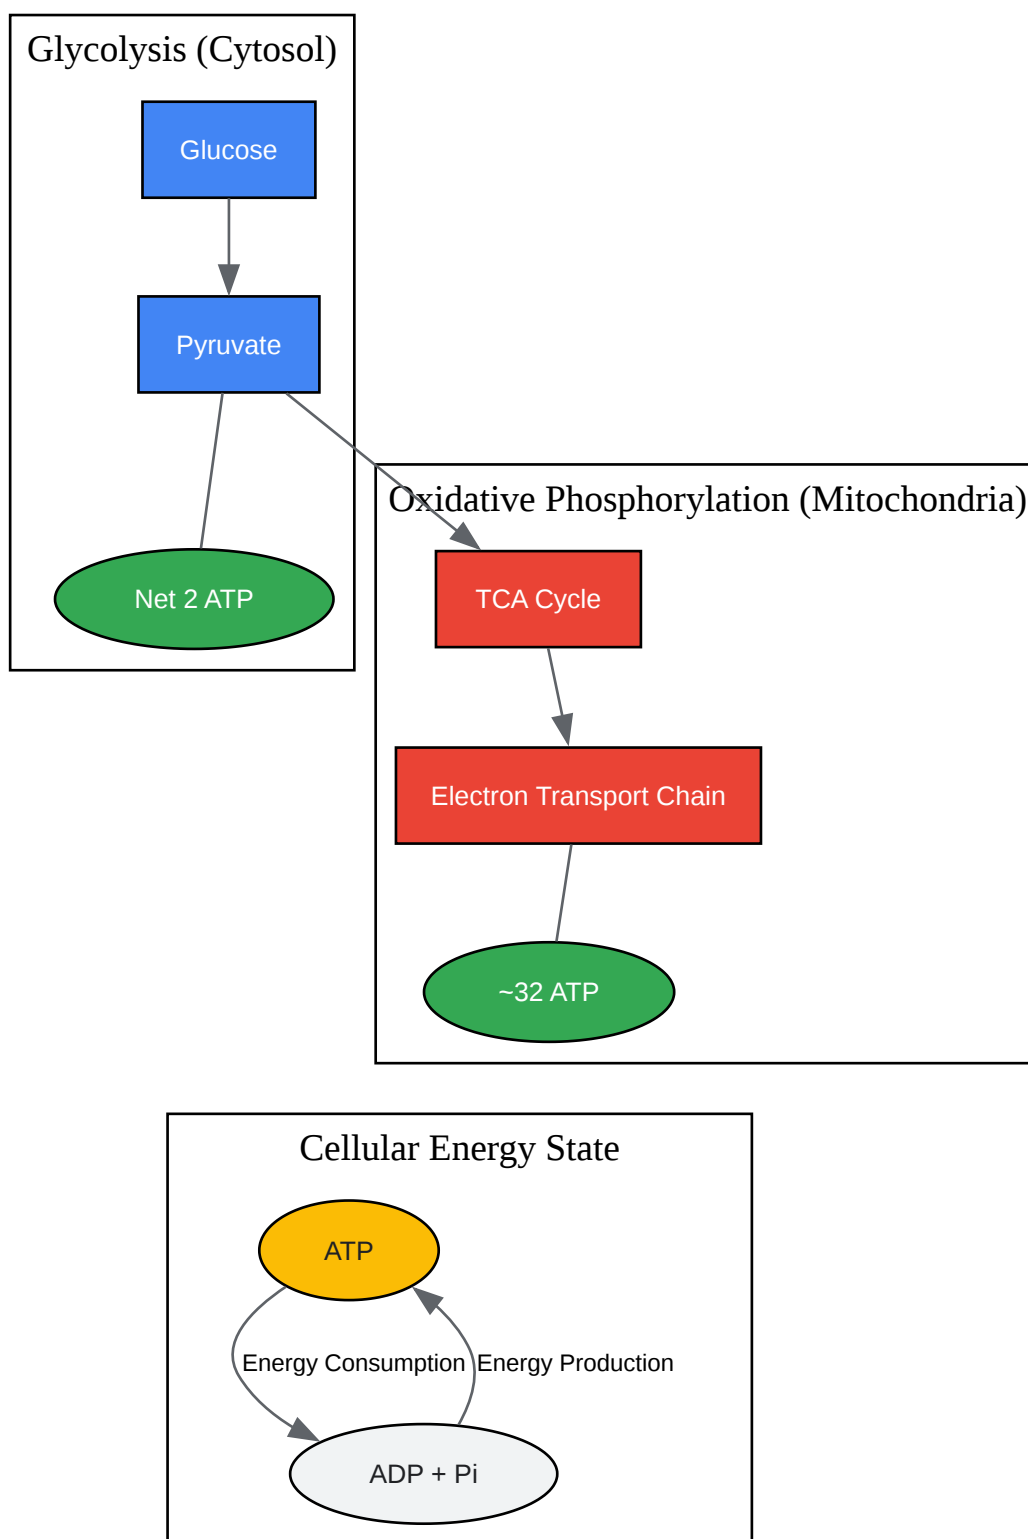 Glycolysis (Cytosol)
Glucose
Pyruvate
Net 2 ATP
Oxidative Phosphorylation (Mitochondria)
TCA Cycle
Electron Transport Chain
~32 ATP
Cellular Energy State
ATP
Energy Consumption
Energy Production
ADP + Pi